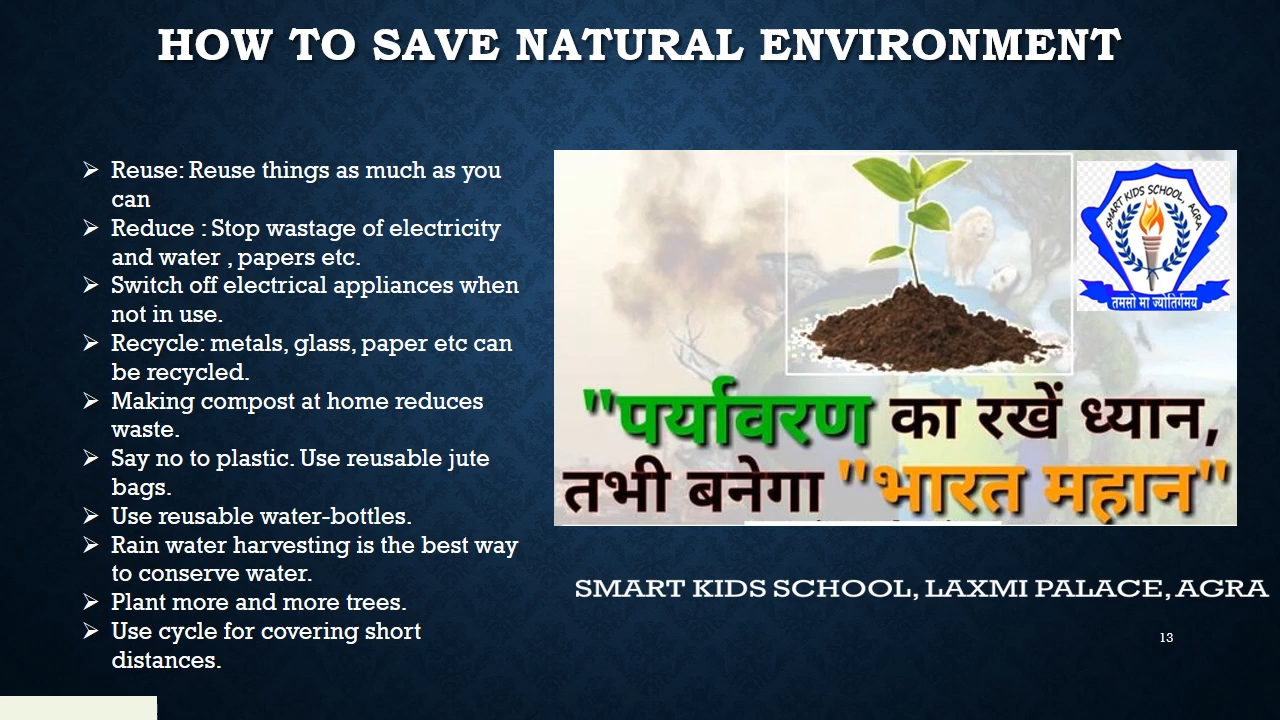 HOW TO SAVE NATURAL ENVIRONMENT
➢ Reuse: Reuse things as much as you
can
➢ Reduce : Stop wastage of electricity
and water , papers etc.
➢ Switch off electrical appliances when
not in use.
➢ Recycle: metals, glass, paper etc can
be recycled.
➢ Making compost at home reduces
waste.
➢ Say no to plastic. Use reusable jute
bags.
➢ Use reusable water-bottles.
➢ Rain water harvesting is the best way
to conserve water.
➢ Plant more and more trees.
➢ Use cycle for covering short
distances.
SMART KIDS SCHOOL, AGRA
तमसो मा ज्योतिर्गमय
"पर्यावरण का रखें ध्यान,
तभी बनेगा "भारत महान"
SMART KIDS SCHOOL, LAXMI PALACE, AGRA
13